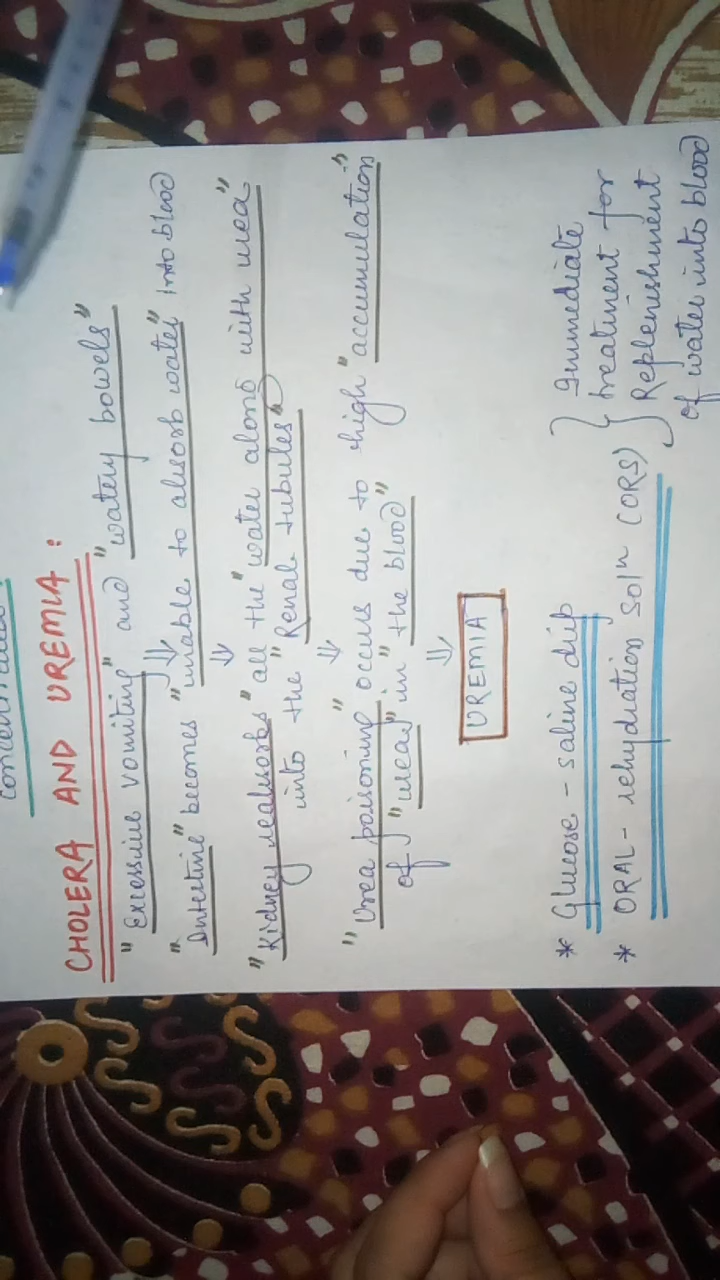 CHOLERA AND UREMIA :
"Excessive vomiting" and "watery bowels"
⇓
"Intestine" becomes "unable to absorb water" into blood
⇓
"Kidney reabsorbs" all the "water along with urea"
into the "Renal tubules"
⇓
"Urea poisoning" occurs due to high "accumulation"
of "urea" in "the blood"
⇓
UREMIA
* Glucose - saline drip
* ORAL - rehydration solⁿ (ORS)
} Immediate
treatment for
Replenishment
of water into blood